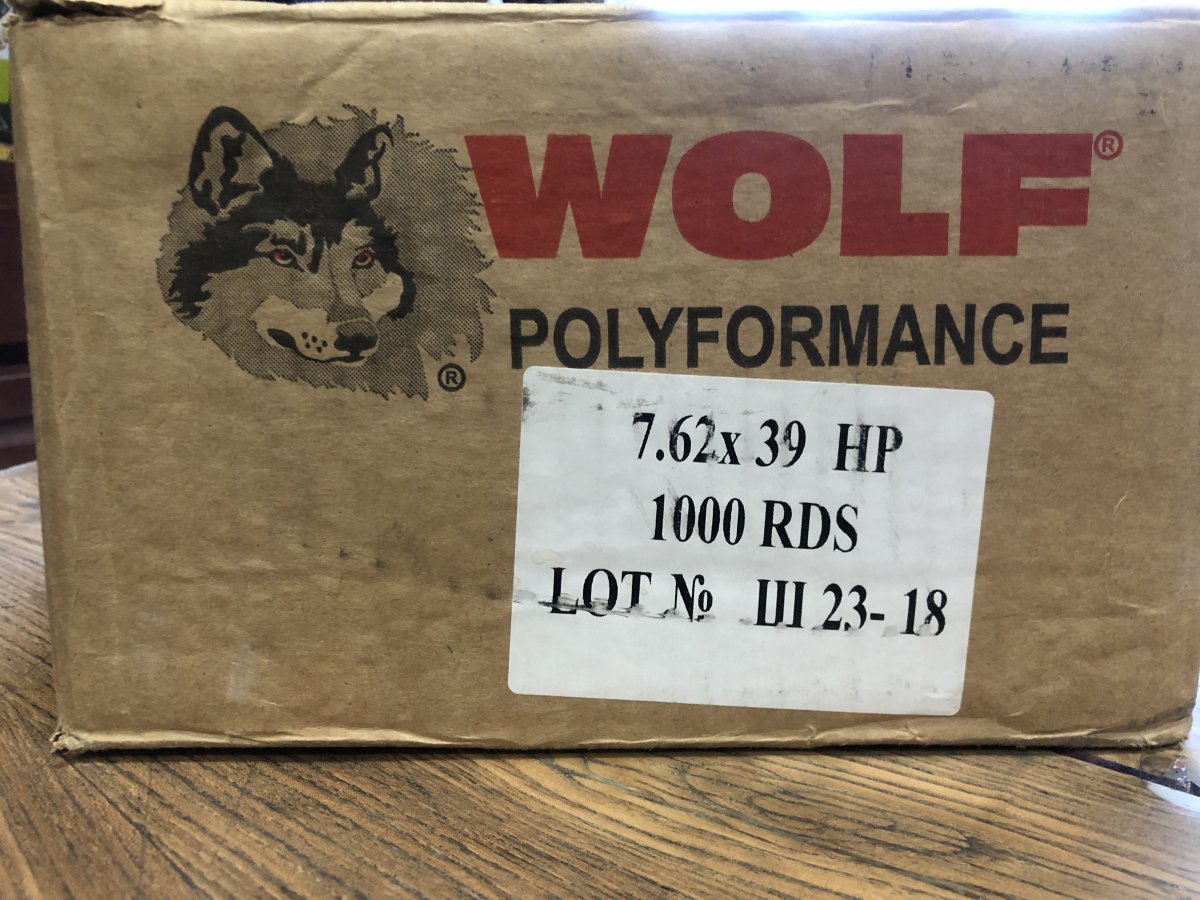 WOLF®
POLYFORMANCE
®
7.62x 39 HP
1000 RDS
LOT № Ш 23- 18